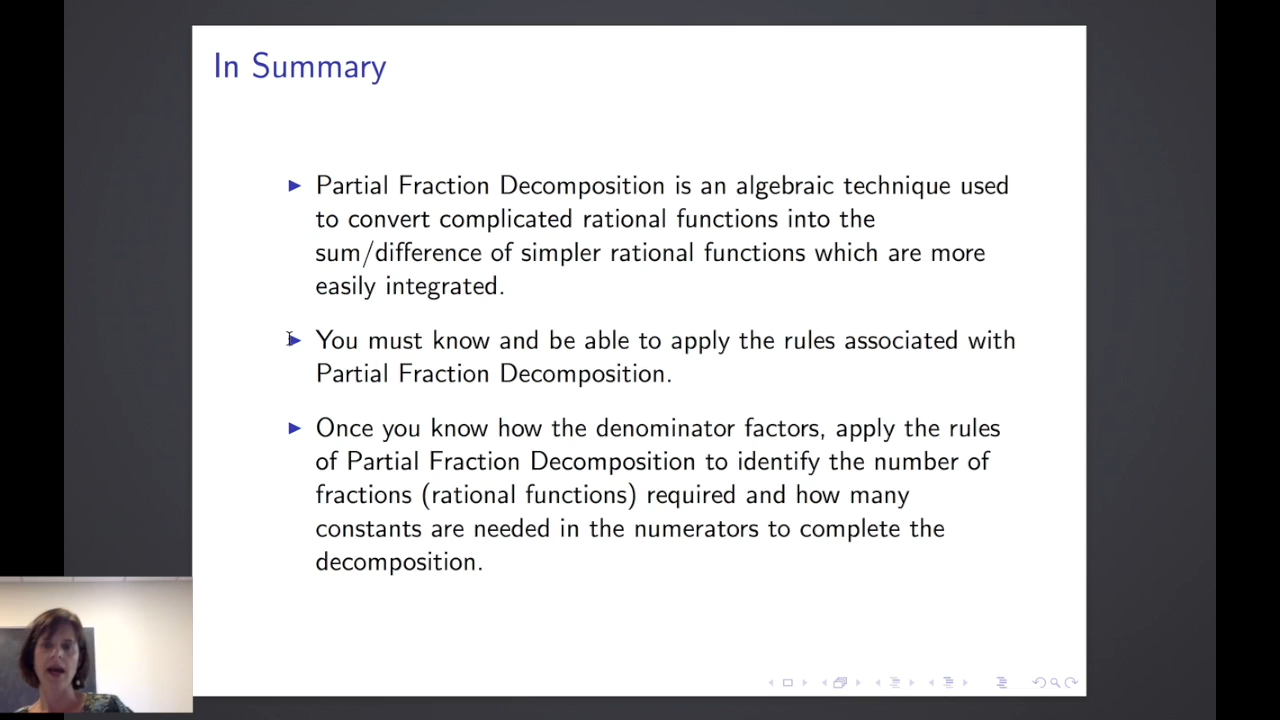 In Summary
Partial Fraction Decomposition is an algebraic technique used
to convert complicated rational functions into the
sum/difference of simpler rational functions which are more
easily integrated.
You must know and be able to apply the rules associated with
Partial Fraction Decomposition.
Once you know how the denominator factors, apply the rules
of Partial Fraction Decomposition to identify the number of
fractions (rational functions) required and how many
constants are needed in the numerators to complete the
decomposition.